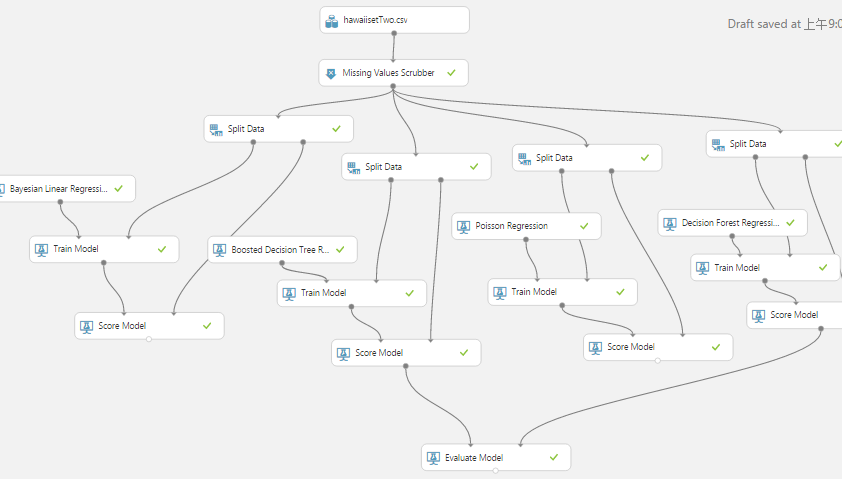 hawaiisetTwo.csv
Draft saved at 上午9:0
Missing Values Scrubber
Split Data
Split Data
Split Data
Split Data
Bayesian Linear Regressi...
Poisson Regression
Decision Forest Regressi...
Train Model
Boosted Decision Tree R...
Train Model
Train Model
Train Model
Score Model
Score Model
Score Model
Score Model
Evaluate Model